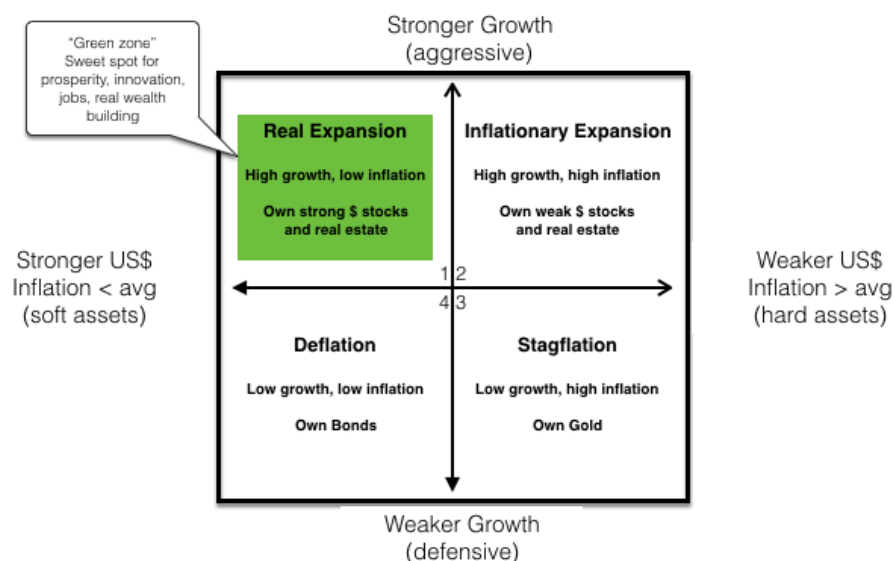 Stronger Growth
(aggressive)
“Green zone”
Sweet spot for
prosperity, innovation,
jobs, real wealth
building
Real Expansion
High growth, low inflation
Own strong $ stocks
and real estate
Inflationary Expansion
High growth, high inflation
Own weak $ stocks
and real estate
Stronger US$
Inflation < avg
(soft assets)
1 2
4 3
Weaker US$
Inflation > avg
(hard assets)
Deflation
Low growth, low inflation
Own Bonds
Stagflation
Low growth, high inflation
Own Gold
Weaker Growth
(defensive)